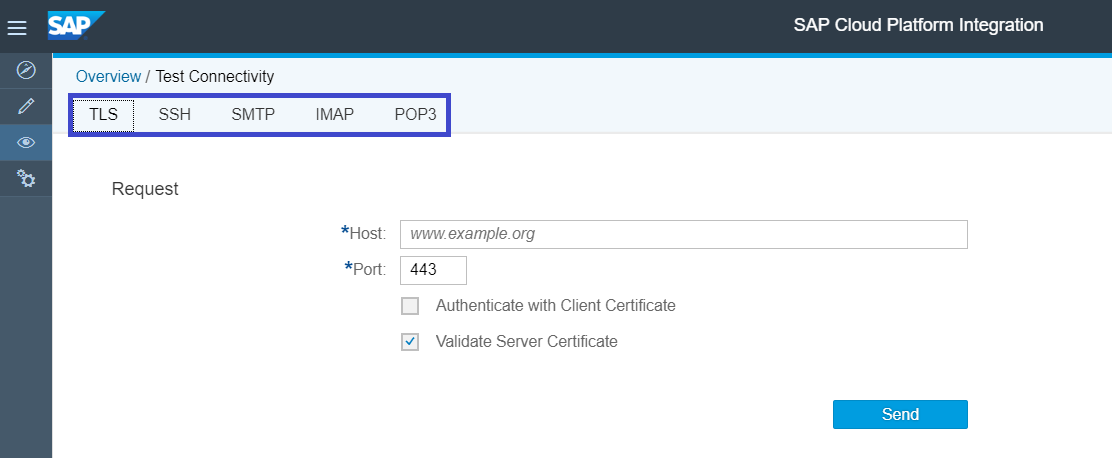 SAP SAP Cloud Platform Integration
Overview / Test Connectivity
TLS SSH SMTP IMAP POP3
Request
*Host: www.example.org
*Port: 443
Authenticate with Client Certificate
Validate Server Certificate
Send